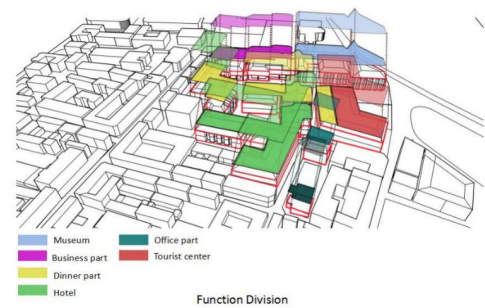 Museum
Office part
Business part
Tourist center
Dinner part
Hotel
Function Division